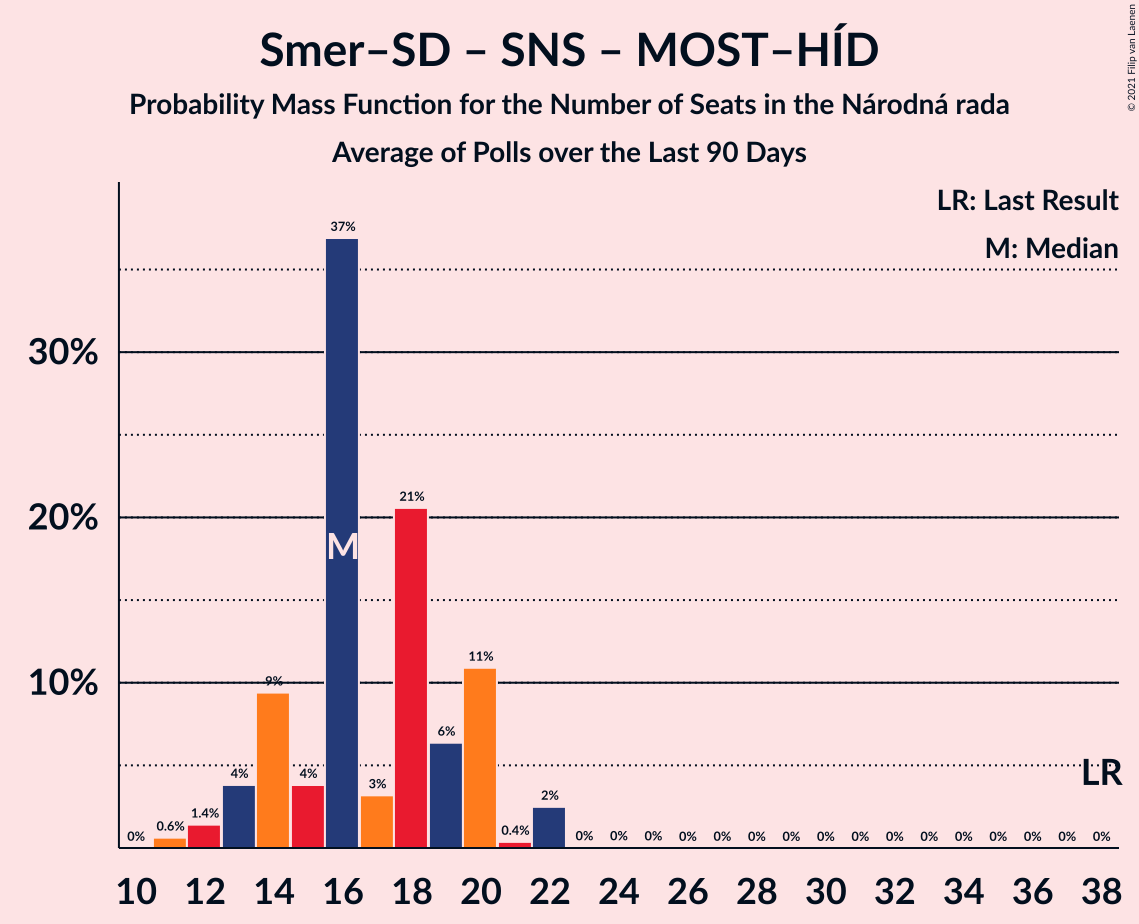 Smer–SD – SNS – MOST–HÍD
Probability Mass Function for the Number of Seats in the Národná rada
Average of Polls over the Last 90 Days
© 2021 Filip van Laenen
LR: Last Result
M: Median
30%
20%
10%
0% 0.6% 1.4% 4% 9% 4% 37% 3% 21% 6% 11% 0.4% 2% 0% 0% 0% 0% 0% 0% 0% 0% 0% 0% 0% 0% 0% 0% 0% 0%
M
LR
10 12 14 16 18 20 22 24 26 28 30 32 34 36 38